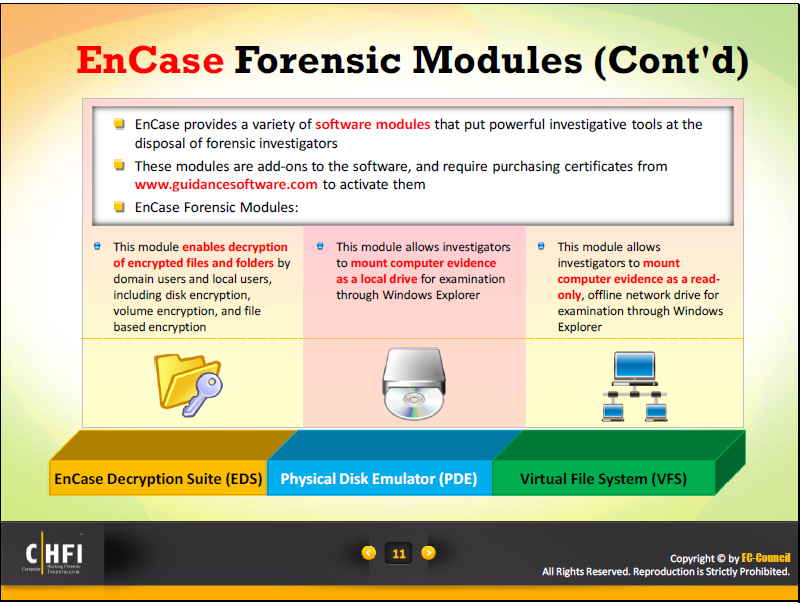 EnCase Forensic Modules (Cont'd)
EnCase provides a variety of software modules that put powerful investigative tools at the
disposal of forensic investigators
These modules are add-ons to the software, and require purchasing certificates from
www.guidancesoftware.com to activate them
EnCase Forensic Modules:
This module enables decryption
of encrypted files and folders by
domain users and local users,
including disk encryption,
volume encryption, and file
based encryption
This module allows investigators
to mount computer evidence
as a local drive for examination
through Windows Explorer
This module allows
investigators to mount
computer evidence as a read-
only, offline network drive for
examination through Windows
Explorer
EnCase Decryption Suite (EDS)
Physical Disk Emulator (PDE)
Virtual File System (VFS)
CHFI
Computer Hacking Forensic
INVESTIGATOR
11
Copyright © by EC-Council
All Rights Reserved. Reproduction is Strictly Prohibited.